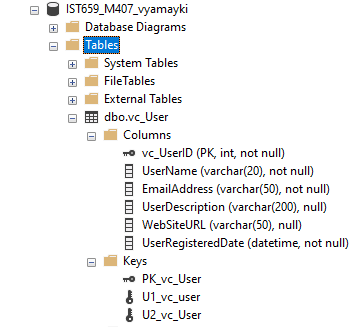 IST659_M407_vyamayki
Database Diagrams
Tables
System Tables
FileTables
External Tables
dbo.vc_User
Columns
vc_UserID (PK, int, not null)
UserName (varchar(20), not null)
EmailAddress (varchar(50), not null)
UserDescription (varchar(200), null)
WebSiteURL (varchar(50), null)
UserRegisteredDate (datetime, not null)
Keys
PK_vc_User
U1_vc_user
U2_vc_User